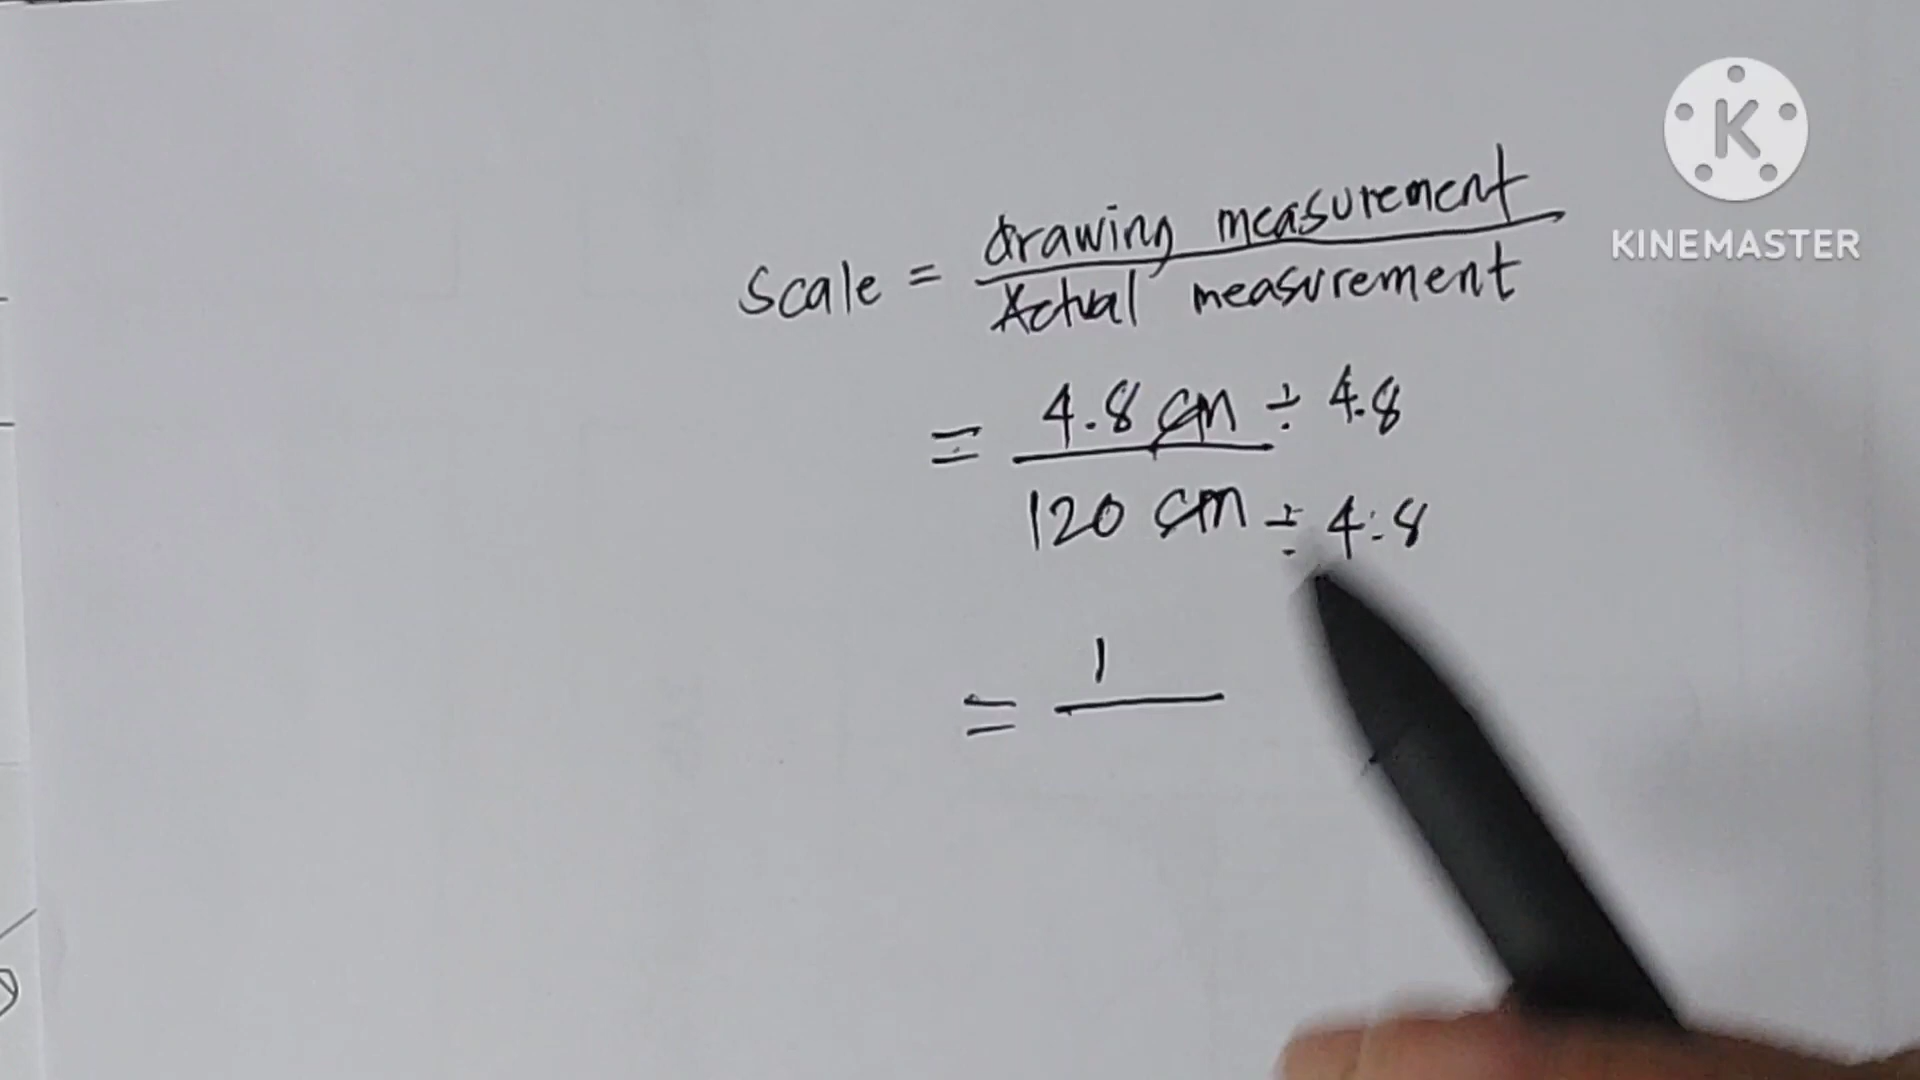 KINEMASTER
Scale = drawing measurement / Actual measurement
= 4.8 cm ÷ 4.8 / 120 cm ÷ 4.8
= 1 /